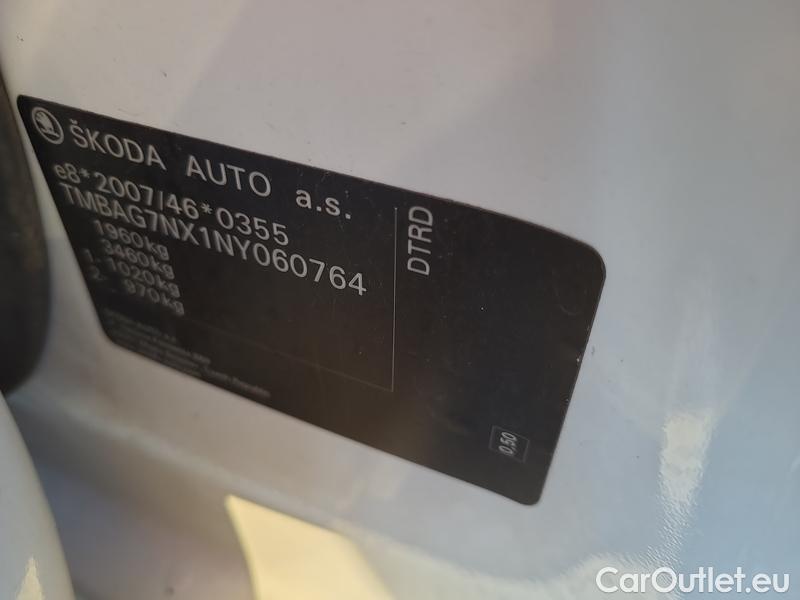 ŠKODA AUTO a.s.
e8*2007/46*0355
TMBAG7NX1NY060764
1960kg
3460kg
1. 1020kg
2. 970kg
DTRD
0,50
CarOutlet.eu